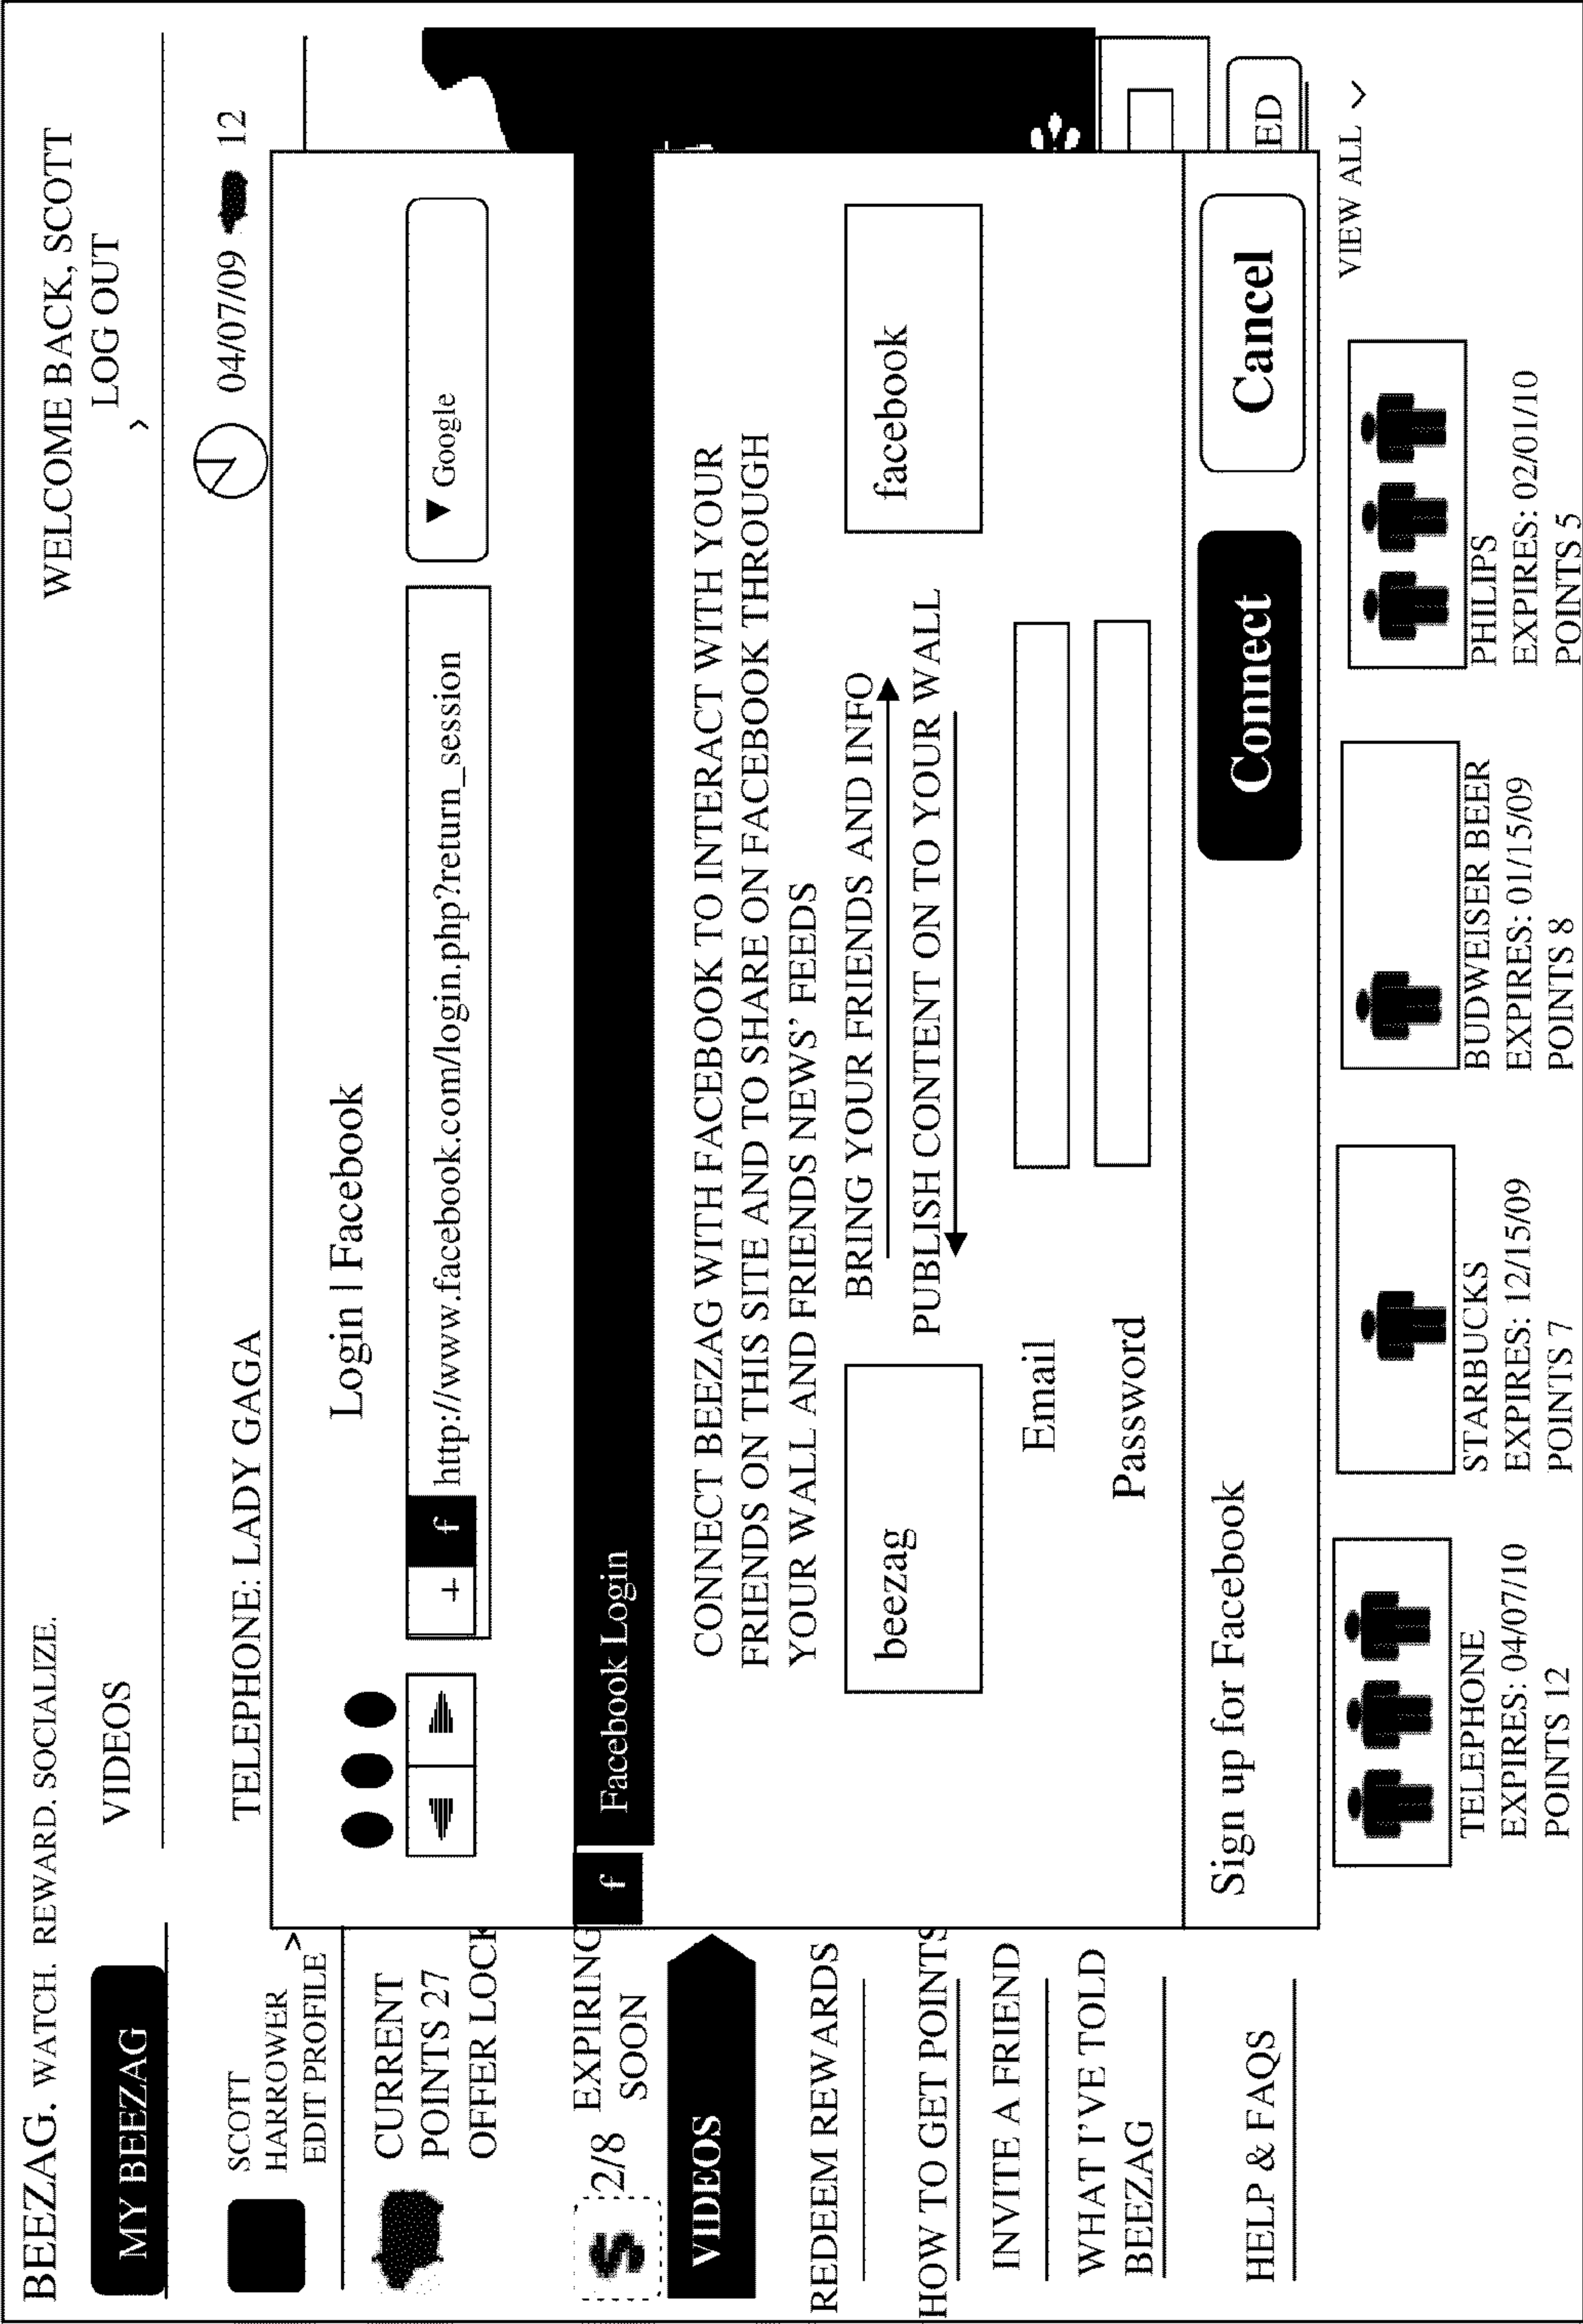 BEEZAG. WATCH. REWARD. SOCIALIZE.
WELCOME BACK, SCOTT
LOG OUT
>
MY BEEZAG
VIDEOS
SCOTT
HARROWER
EDIT PROFILE >
CURRENT
POINTS 27
OFFER LOCK
$ 2/8 EXPIRING
SOON
VIDEOS
REDEEM REWARDS
HOW TO GET POINTS
INVITE A FRIEND
WHAT I'VE TOLD
BEEZAG
HELP & FAQS
TELEPHONE: LADY GAGA
04/07/09 12
Login | Facebook
+ f http://www.facebook.com/login.php?return_session
Google
f Facebook Login
CONNECT BEEZAG WITH FACEBOOK TO INTERACT WITH YOUR
FRIENDS ON THIS SITE AND TO SHARE ON FACEBOOK THROUGH
YOUR WALL AND FRIENDS NEWS' FEEDS
beezag
BRING YOUR FRIENDS AND INFO
PUBLISH CONTENT ON TO YOUR WALL
facebook
Email
Password
Sign up for Facebook
Connect
Cancel
ED
VIEW ALL >
TELEPHONE
EXPIRES: 04/07/10
POINTS 12
STARBUCKS
EXPIRES: 12/15/09
POINTS 7
BUDWEISER BEER
EXPIRES: 01/15/09
POINTS 8
PHILIPS
EXPIRES: 02/01/10
POINTS 5